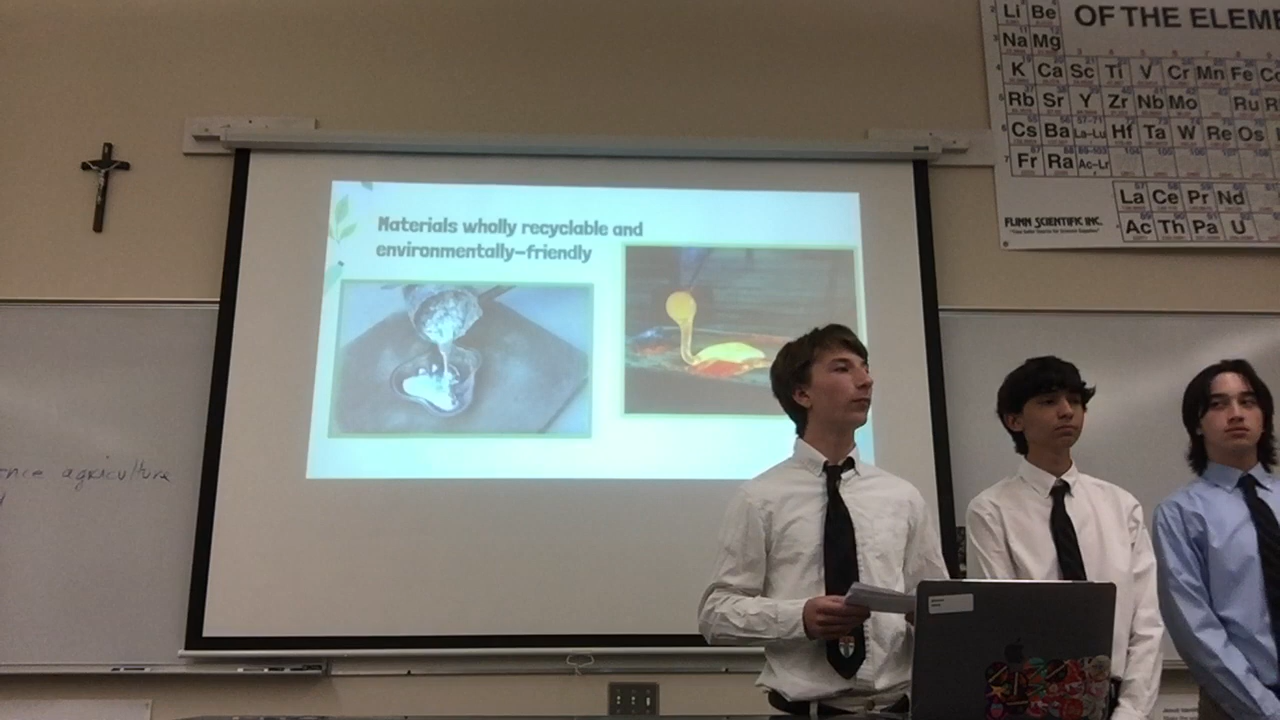 Materials wholly recyclable and
environmentally-friendly
OF THE ELEME
Li Be
Na Mg
K Ca Sc Ti V Cr Mn Fe Co
Rb Sr Y Zr Nb Mo Ru R
Cs Ba La-Lu Hf Ta W Re Os
Fr Ra Ac-Lr
La Ce Pr Nd
Ac Th Pa U
FLINN SCIENTIFIC INC.
nce agriculture